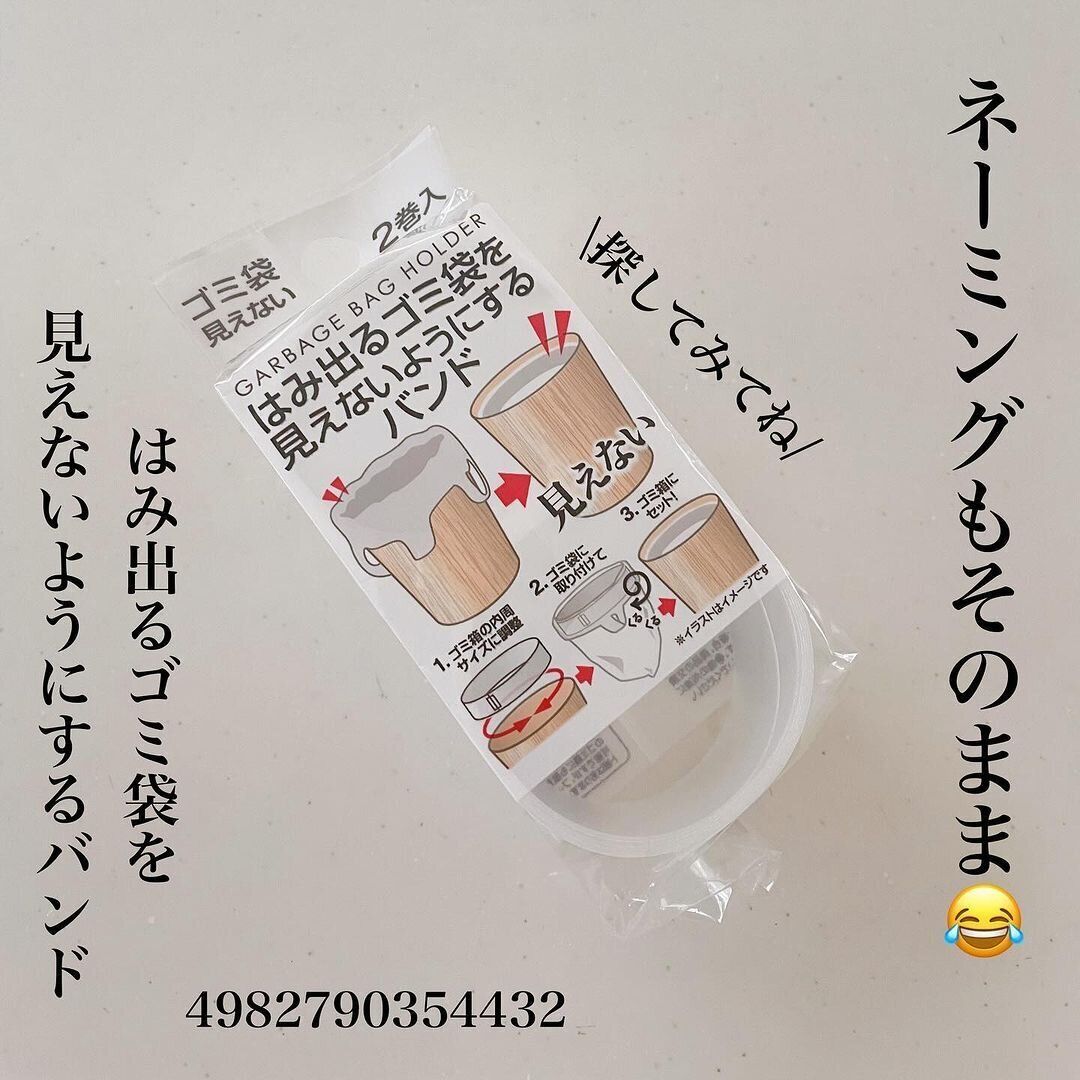 ネーミングもそのまま😂
\探してみてね/
2巻入
ゴミ袋
見えない
GARBAGE BAG HOLDER
はみ出るゴミ袋を
見えないようにする
バンド
見えない
1. ゴミ箱の内周
サイズに調整
2. ゴミ袋に
取り付けて
くる
くる
3. ゴミ箱に
セット!
※イラストはイメージです
はみ出るゴミ袋を
見えないようにするバンド
4982790354432